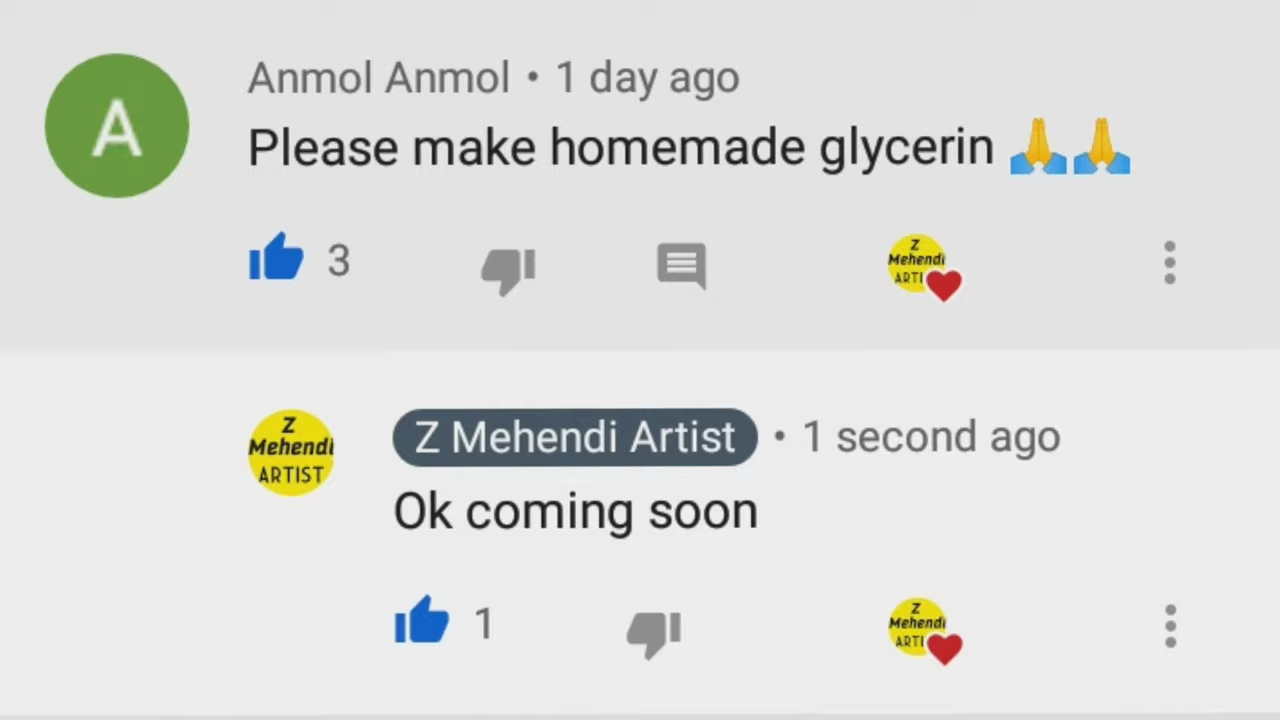 A
Anmol Anmol • 1 day ago
Please make homemade glycerin 🙏🙏
3
Z
Mehendi
ARTI
Z
Mehendi
ARTIST
Z Mehendi Artist • 1 second ago
Ok coming soon
1
Z
Mehendi
ARTI